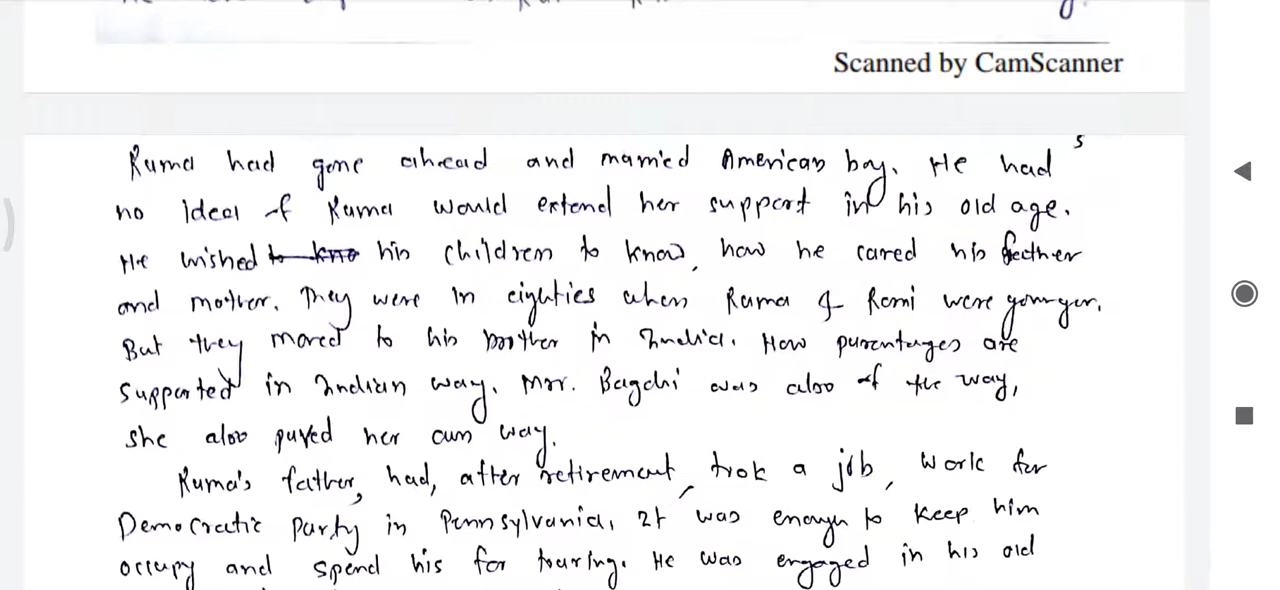 Scanned by CamScanner
5
Ruma had gone ahead and married American boy. He had
no idea if Ruma would extend her support in his old age.
He wished to kno his children to know, how he cared his father
and mother. They were in eighties when Ruma & Romi were younger.
But they moved to his borther in India. How parentages are
supported in Indian way. Mrr. Bagchi was also of the way,
she also paved her own way.
Ruma's father, had, after retirement, took a job, work for
Democratic Party in Pennsylvania, It was enough to keep him
occupy and spend his for touring. He was engaged in his old